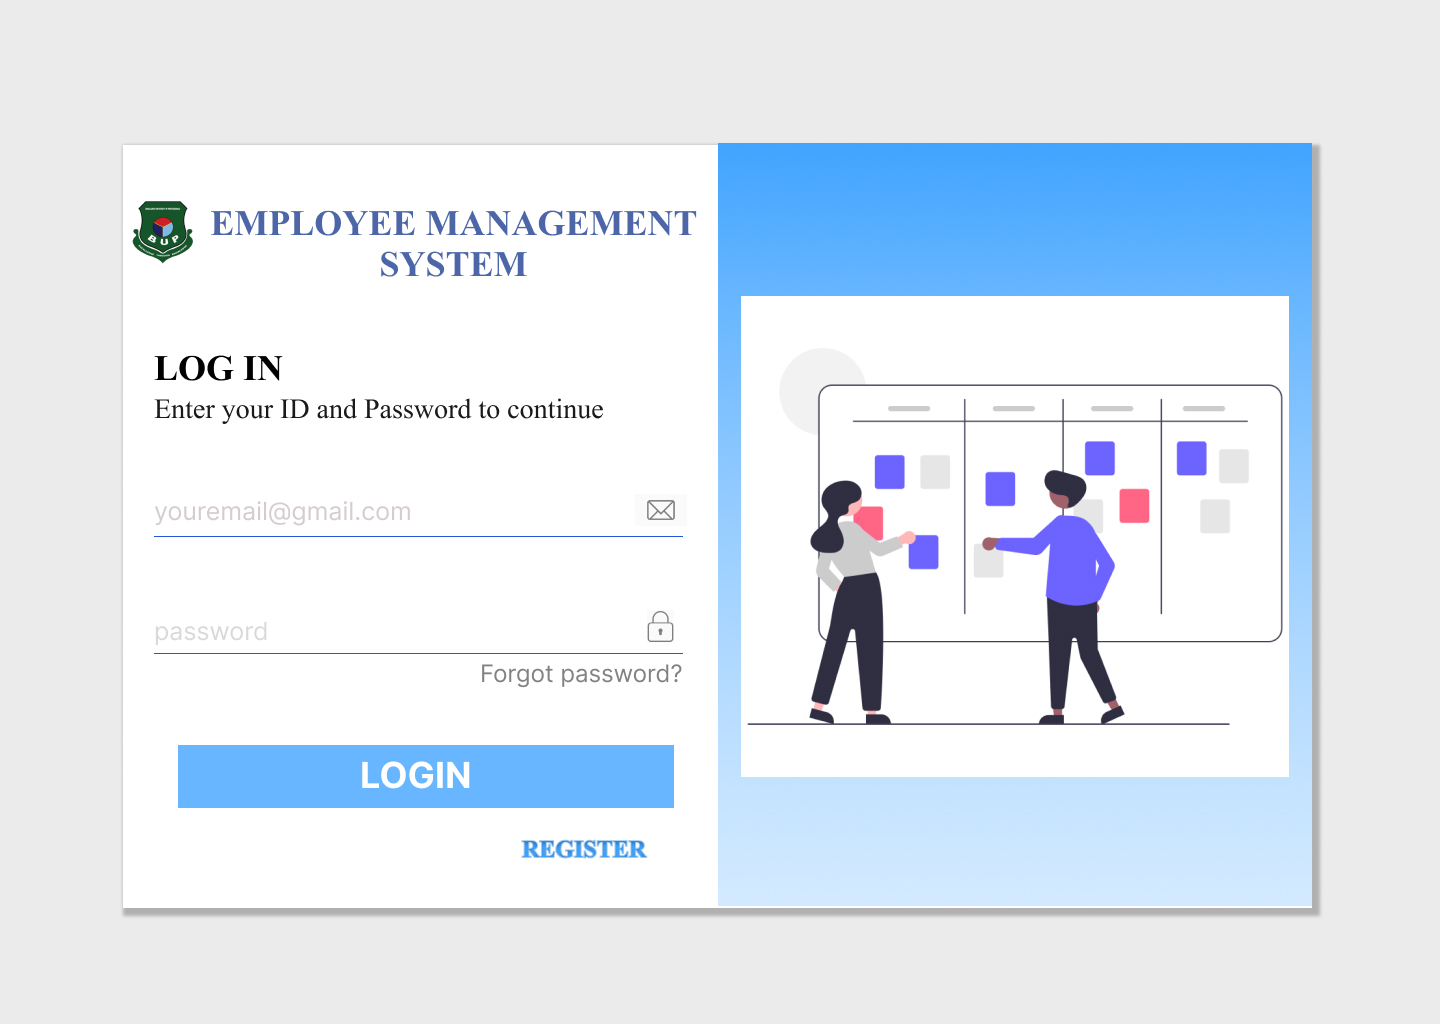 BUP
EMPLOYEE MANAGEMENT
SYSTEM
LOG IN
Enter your ID and Password to continue
youremail@gmail.com
password
Forgot password?
LOGIN
REGISTER